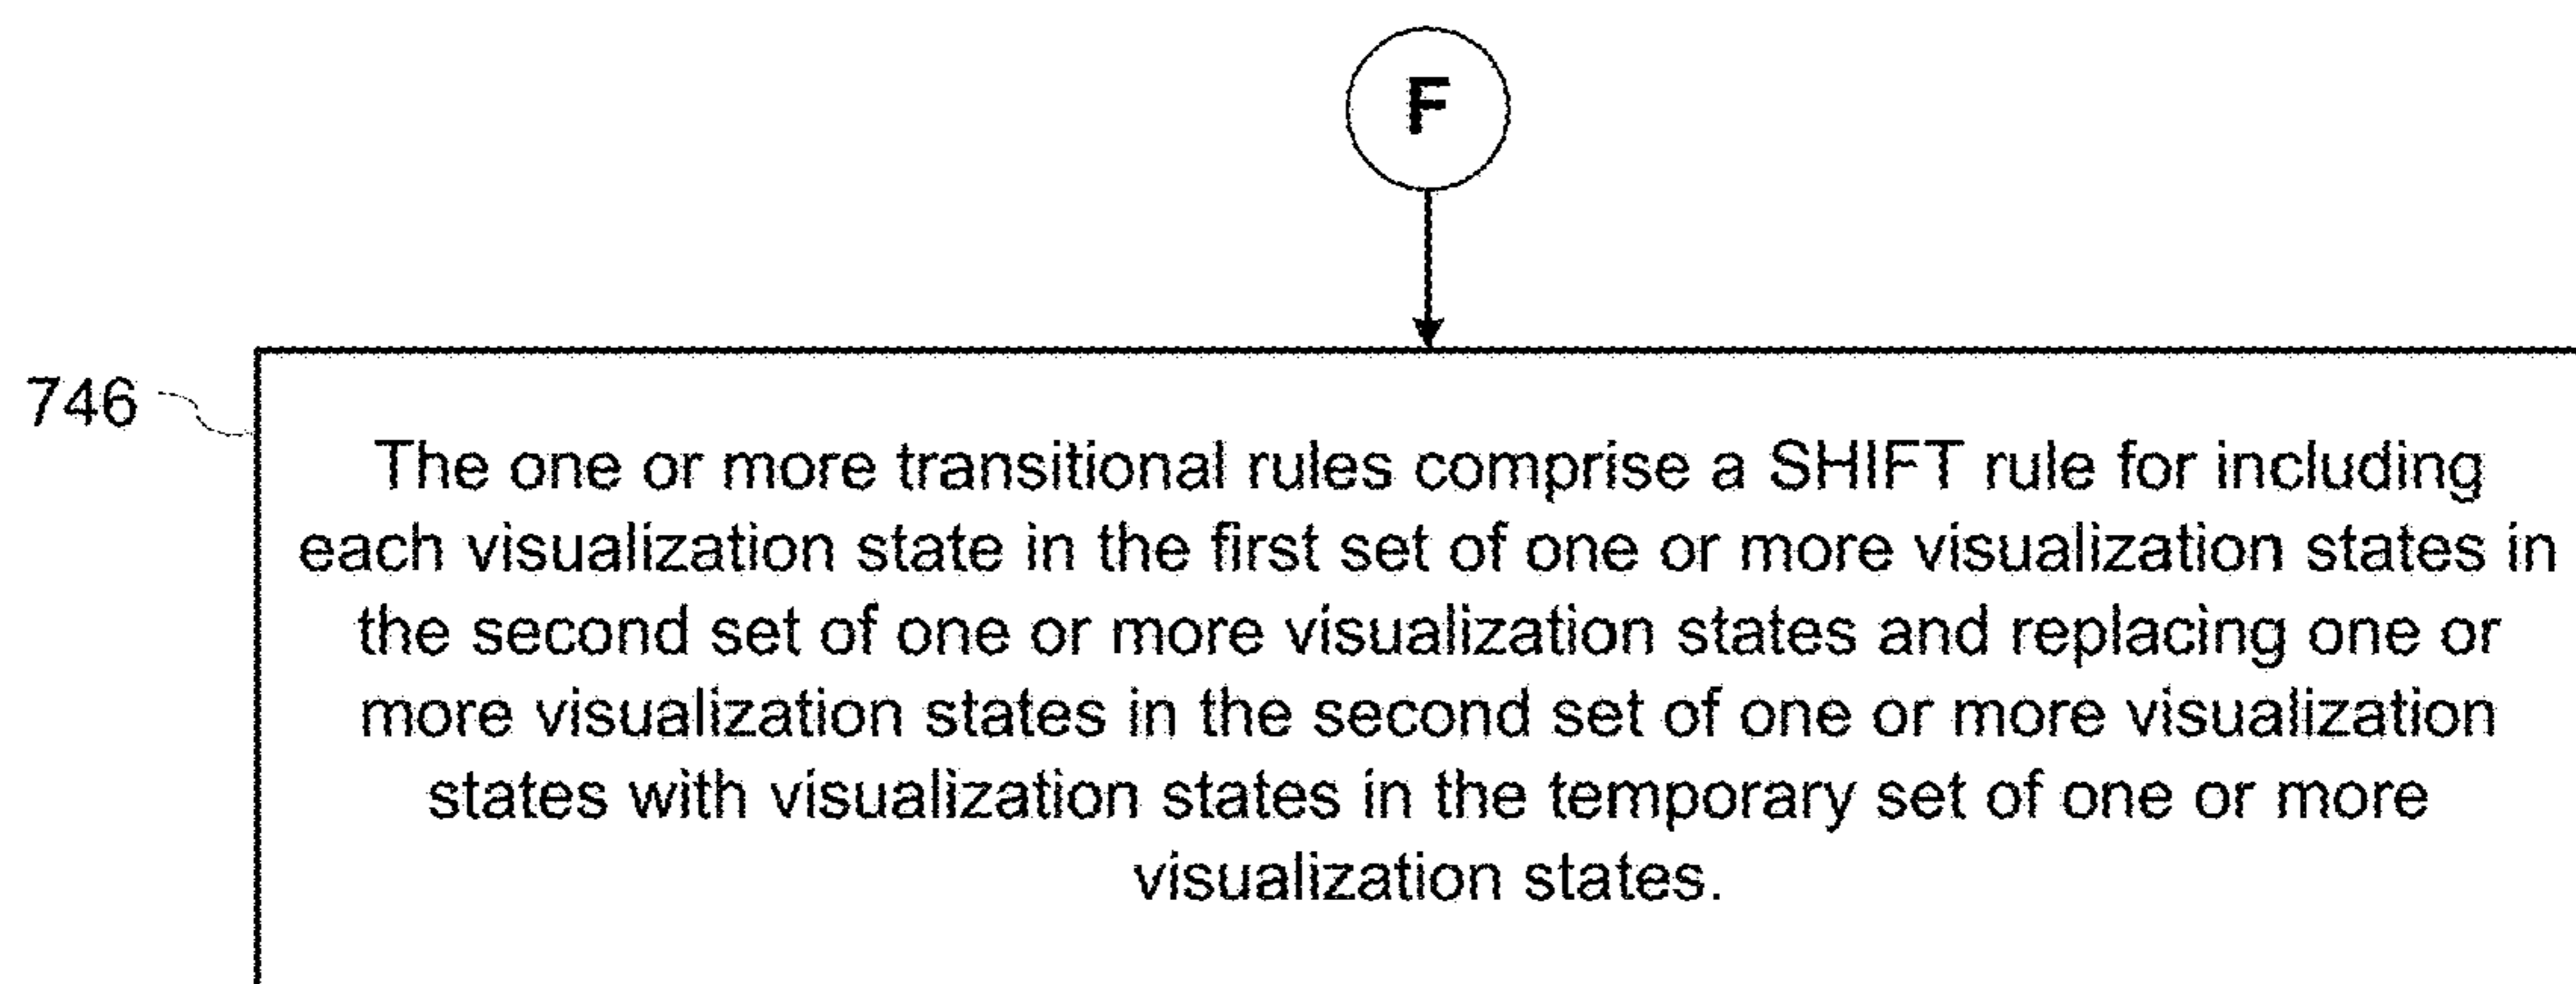 F
746
The one or more transitional rules comprise a SHIFT rule for including
each visualization state in the first set of one or more visualization states in
the second set of one or more visualization states and replacing one or
more visualization states in the second set of one or more visualization
states with visualization states in the temporary set of one or more
visualization states.